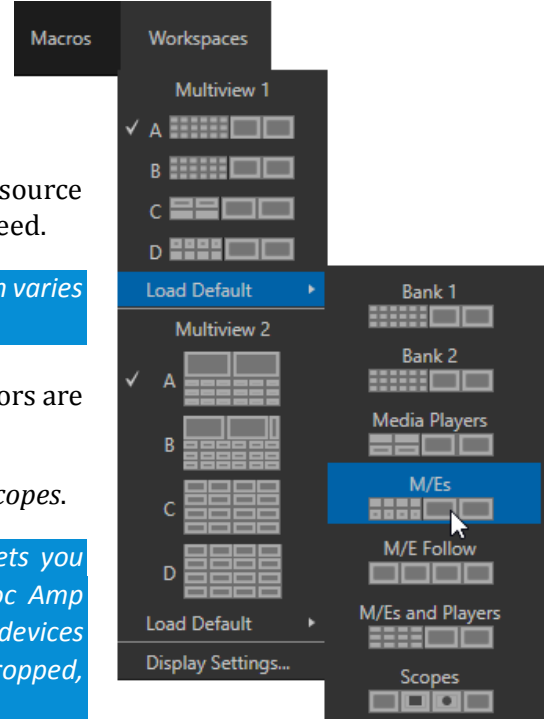 Macros Workspaces
Multiview 1
A
B
C
D
Load Default
Multiview 2
A
B
C
D
Load Default
Display Settings...
Bank 1
Bank 2
Media Players
M/Es
M/E Follow
M/Es and Players
Scopes
source
eed.
varies
ors are
copes.
ets you
oc Amp
devices
ropped,